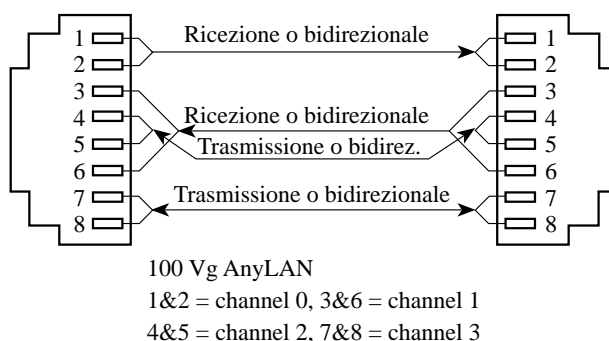 1 Ricezione o bidirezionale 1
2 2
3 3
4 Ricezione o bidirezionale 4
5 Trasmissione o bidirez. 5
6 6
7 Trasmissione o bidirezionale 7
8 8
100 Vg AnyLAN
1&2 = channel 0, 3&6 = channel 1
4&5 = channel 2, 7&8 = channel 3